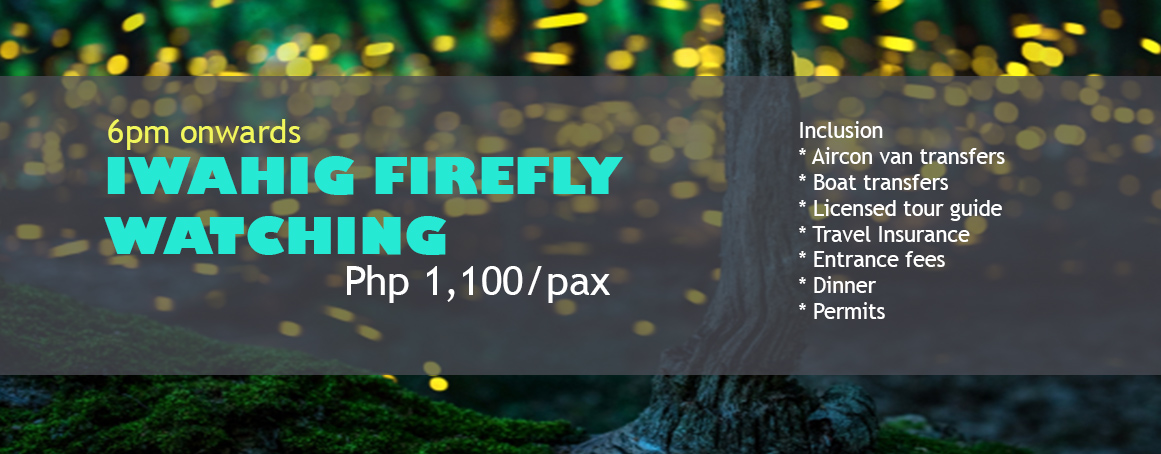 6pm onwards
IWAHIG FIREFLY
WATCHING
Php 1,100/pax
Inclusion
* Aircon van transfers
* Boat transfers
* Licensed tour guide
* Travel Insurance
* Entrance fees
* Dinner
* Permits